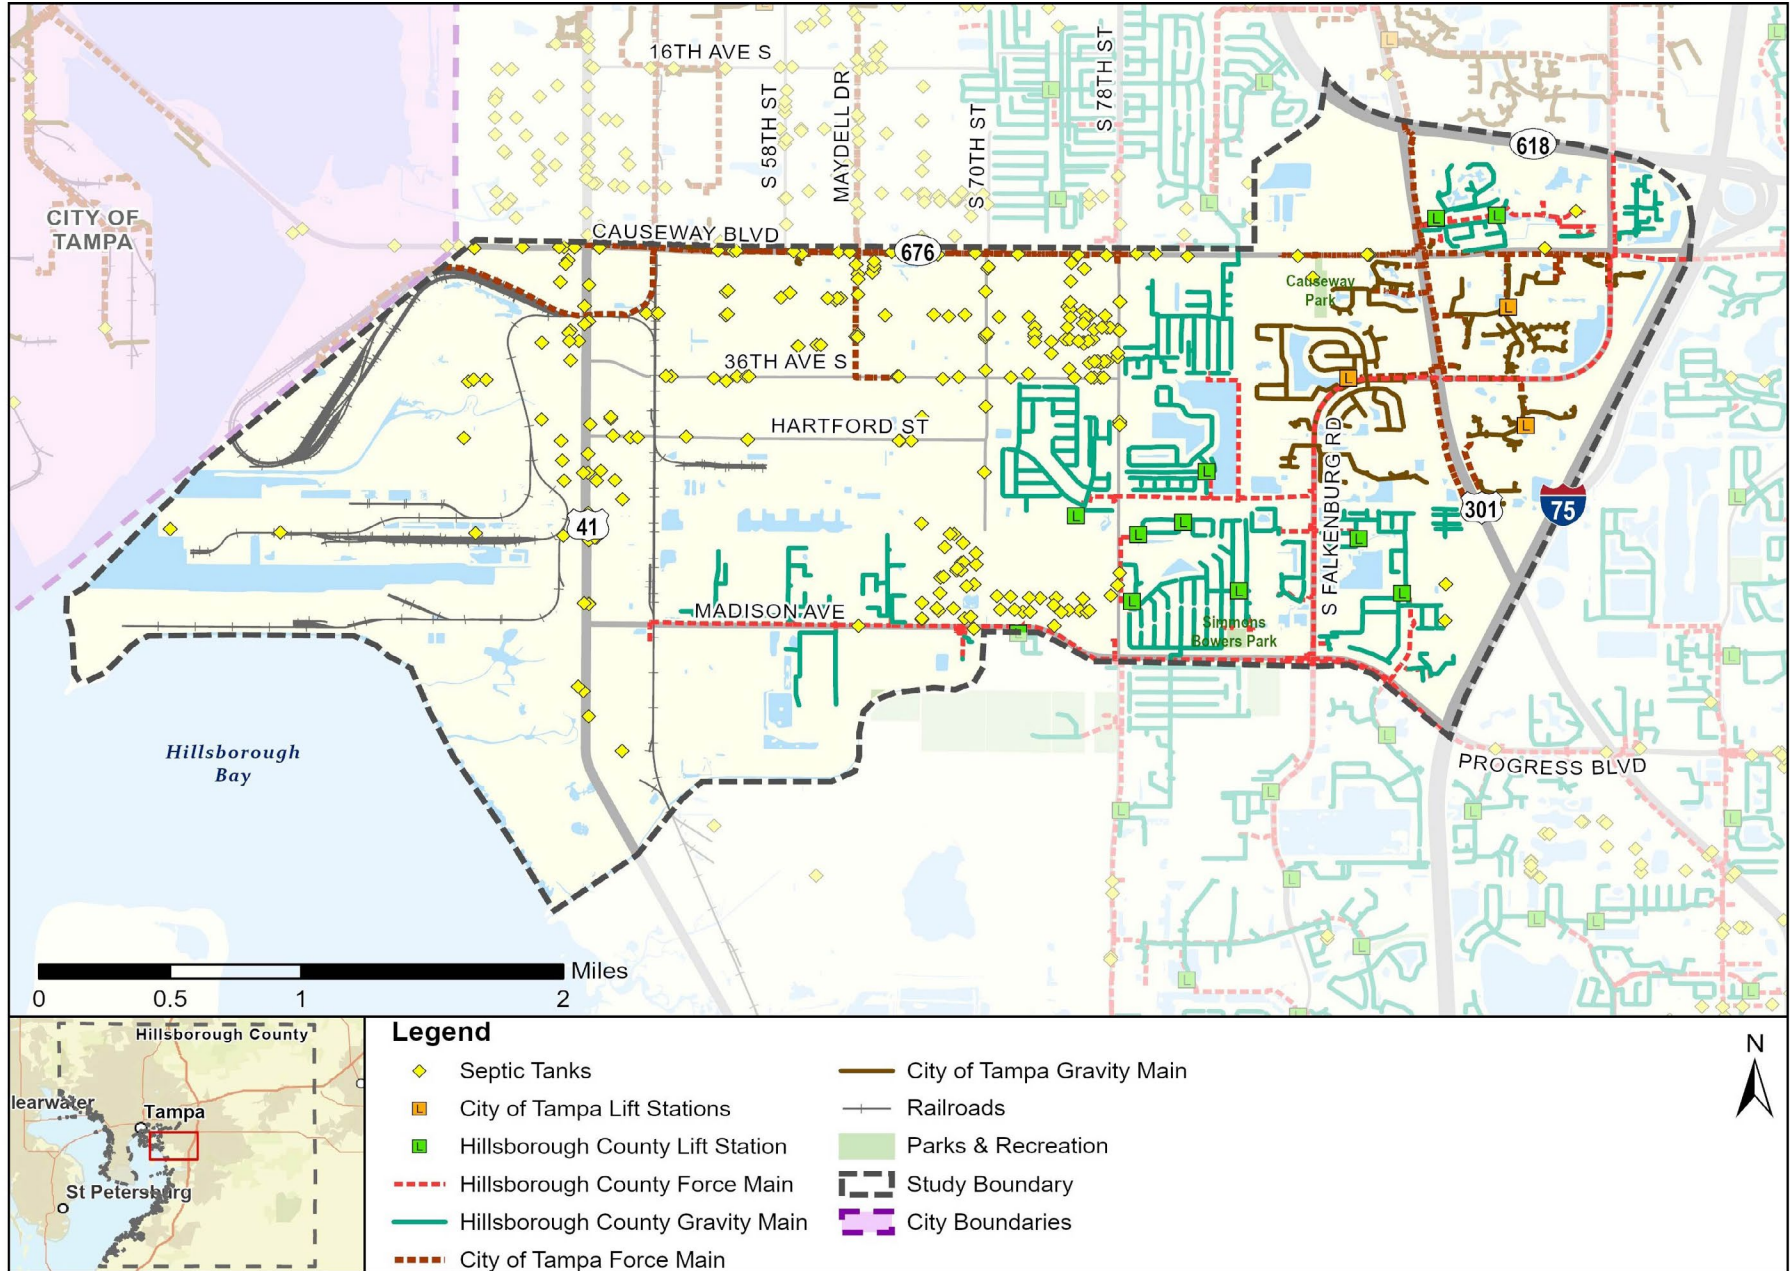 16TH AVE S
S 58TH ST
MAYDELL DR
S 70TH ST
S 78TH ST
618
CITY OF
TAMPA
CAUSEWAY BLVD
676
Causeway
Park
36TH AVE S
HARTFORD ST
S FALKENBURG RD
41
301
75
MADISON AVE
Simmons
Bowers Park
Hillsborough
Bay
PROGRESS BLVD
Miles
0 0.5 1 2
L
Hillsborough County
learwater
Tampa
St Petersburg
Legend
Septic Tanks
L City of Tampa Lift Stations
L Hillsborough County Lift Station
Hillsborough County Force Main
Hillsborough County Gravity Main
City of Tampa Force Main
City of Tampa Gravity Main
Railroads
Parks & Recreation
Study Boundary
City Boundaries
N